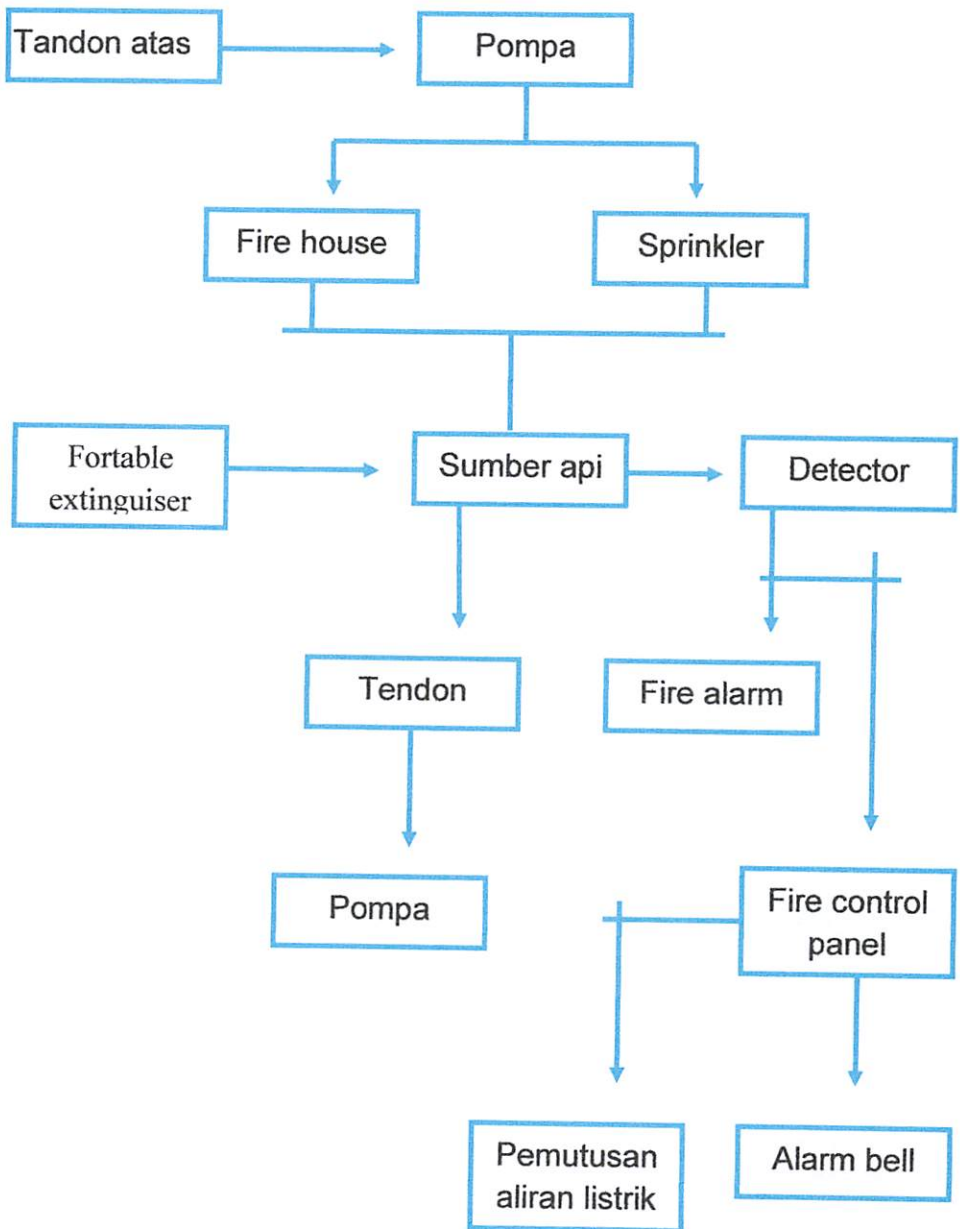 Tandon atas
Pompa
Fire house
Sprinkler
Fortable
extinguiser
Sumber api
Detector
Tendon
Fire alarm
Pompa
Fire control
panel
Pemutusan
aliran listrik
Alarm bell